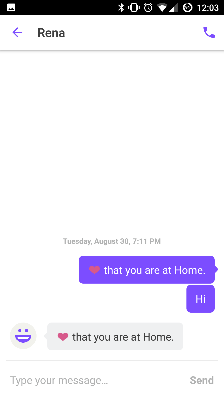 12:03
Rena
Tuesday, August 30, 7:11 PM
❤ that you are at Home.
Hi
❤ that you are at Home.
Type your message...
Send